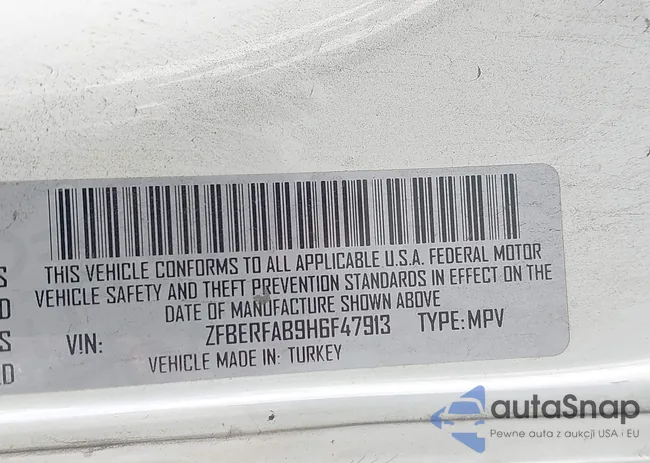 THIS VEHICLE CONFORMS TO ALL APPLICABLE U.S.A. FEDERAL MOTOR
VEHICLE SAFETY AND THEFT PREVENTION STANDARDS IN EFFECT ON THE
DATE OF MANUFACTURE SHOWN ABOVE
VIN: ZFBERFAB9H6F47913 TYPE: MPV
VEHICLE MADE IN: TURKEY
S
D
S
RD
autaSnap
Pewne auta z aukcji USA i EU